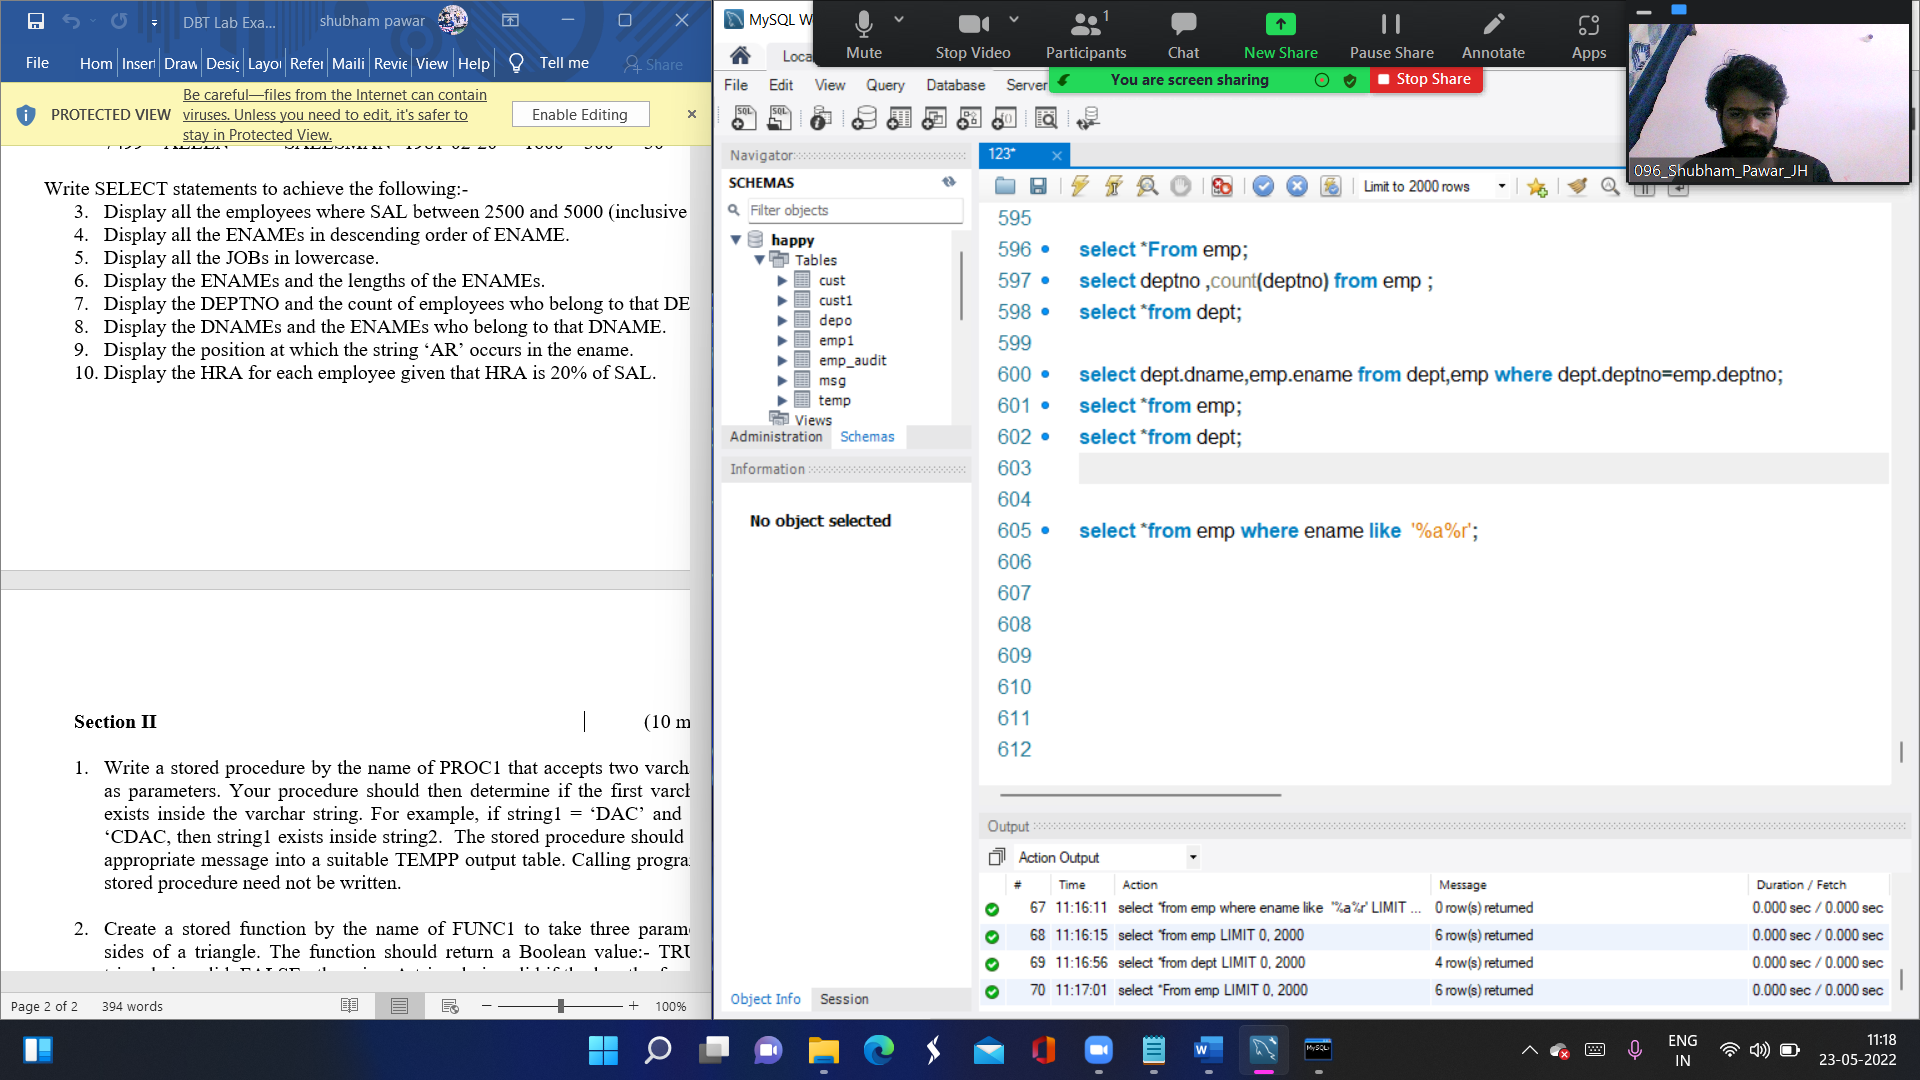 DBT Lab Exa...
shubham pawar
File
Hom
Insert
Draw
Desig
Layou
Refer
Maili
Revie
View
Help
Tell me
Share
PROTECTED VIEW
Be careful—files from the Internet can contain
viruses. Unless you need to edit, it's safer to
stay in Protected View.
Enable Editing
7499 ALLEN SALESMAN 1981-02-20 1600 300 30
Write SELECT statements to achieve the following:-
3. Display all the employees where SAL between 2500 and 5000 (inclusive
4. Display all the ENAMEs in descending order of ENAME.
5. Display all the JOBs in lowercase.
6. Display the ENAMEs and the lengths of the ENAMEs.
7. Display the DEPTNO and the count of employees who belong to that DE
8. Display the DNAMEs and the ENAMEs who belong to that DNAME.
9. Display the position at which the string ‘AR’ occurs in the ename.
10. Display the HRA for each employee given that HRA is 20% of SAL.
Section II (10 m
1. Write a stored procedure by the name of PROC1 that accepts two varch
as parameters. Your procedure should then determine if the first varch
exists inside the varchar string. For example, if string1 = ‘DAC’ and
‘CDAC, then string1 exists inside string2. The stored procedure should
appropriate message into a suitable TEMPP output table. Calling progra
stored procedure need not be written.
2. Create a stored function by the name of FUNC1 to take three param
sides of a triangle. The function should return a Boolean value:- TRU
Page 2 of 2
394 words
100%
MySQL W
Loca
Mute
Stop Video
1
Participants
Chat
New Share
Pause Share
Annotate
Apps
You are screen sharing
Stop Share
096_Shubham_Pawar_JH
File
Edit
View
Query
Database
Server
Navigator
SCHEMAS
Filter objects
happy
Tables
cust
cust1
depo
emp1
emp_audit
msg
temp
Views
Administration
Schemas
Information
No object selected
Object Info
Session
123*
Limit to 2000 rows
595
596 select *From emp;
597 select deptno ,count(deptno) from emp ;
598 select *from dept;
599
600 select dept.dname,emp.ename from dept,emp where dept.deptno=emp.deptno;
601 select *from emp;
602 select *from dept;
603
604
605 select *from emp where ename like '%a%r';
606
607
608
609
610
611
612
Output
Action Output
# Time Action Message Duration / Fetch
67 11:16:11 select *from emp where ename like '%a%r' LIMIT ... 0 row(s) returned 0.000 sec / 0.000 sec
68 11:16:15 select *from emp LIMIT 0, 2000 6 row(s) returned 0.000 sec / 0.000 sec
69 11:16:56 select *from dept LIMIT 0, 2000 4 row(s) returned 0.000 sec / 0.000 sec
70 11:17:01 select *From emp LIMIT 0, 2000 6 row(s) returned 0.000 sec / 0.000 sec
ENG
IN
11:18
23-05-2022